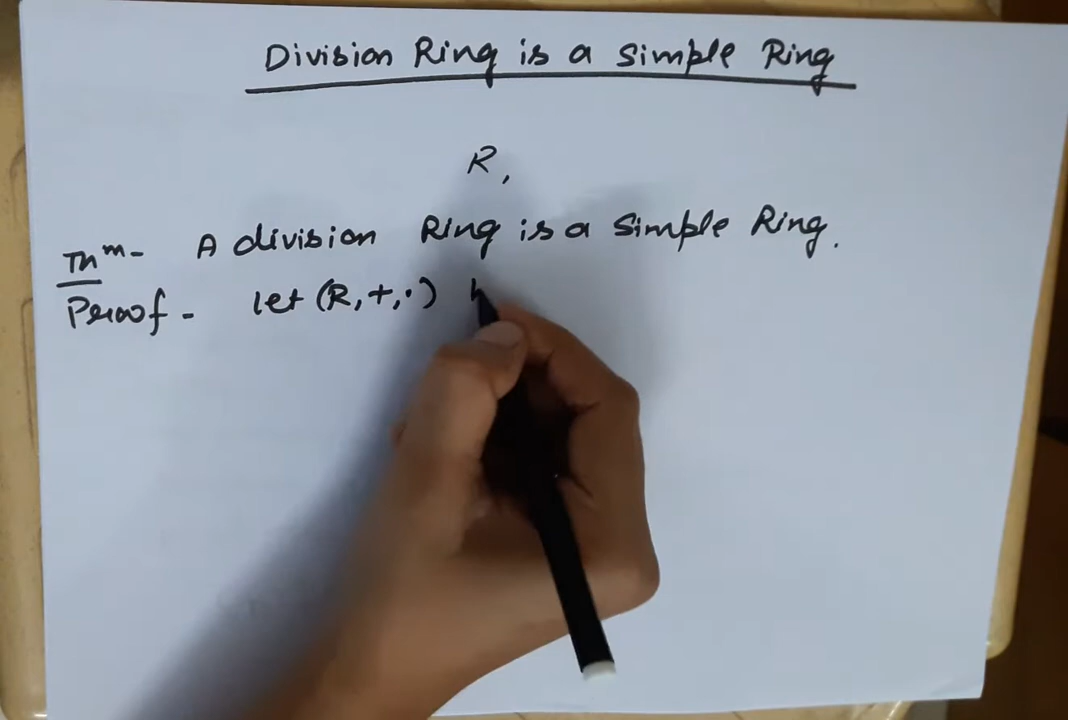 Division Ring is a Simple Ring
R,
Thm- A division Ring is a Simple Ring.
Proof - let (R,+,·)